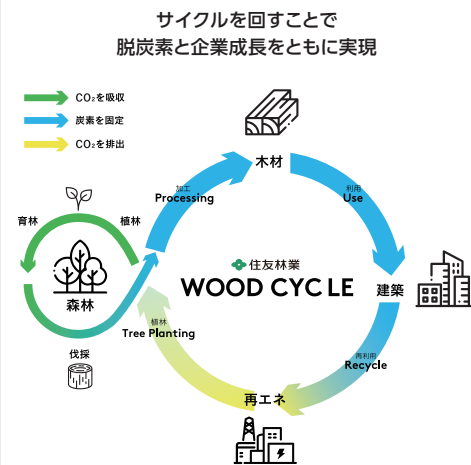 サイクルを回すことで
脱炭素と企業成長をともに実現
CO₂を吸収
炭素を固定
CO₂を排出
木材
加工
Processing
利用
Use
育林
植林
森林
伐採
住友林業
WOOD CYCLE
建築
植林
Tree Planting
再利用
Recycle
再エネ